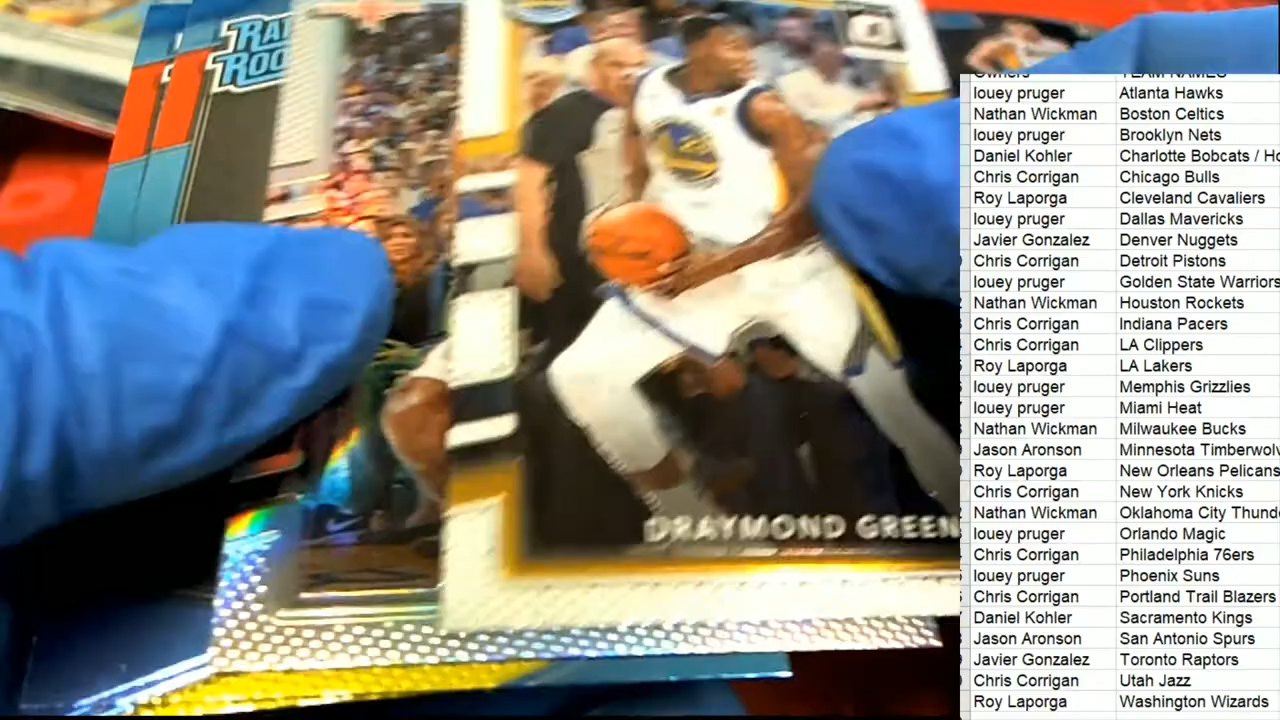 RA
ROO
DRAYMOND GREEN
Owners TEAM NAMES
louey pruger Atlanta Hawks
Nathan Wickman Boston Celtics
louey pruger Brooklyn Nets
Daniel Kohler Charlotte Bobcats / Ho
Chris Corrigan Chicago Bulls
Roy Laporga Cleveland Cavaliers
louey pruger Dallas Mavericks
Javier Gonzalez Denver Nuggets
Chris Corrigan Detroit Pistons
louey pruger Golden State Warriors
Nathan Wickman Houston Rockets
Chris Corrigan Indiana Pacers
Chris Corrigan LA Clippers
Roy Laporga LA Lakers
louey pruger Memphis Grizzlies
louey pruger Miami Heat
Nathan Wickman Milwaukee Bucks
Jason Aronson Minnesota Timberwolv
Roy Laporga New Orleans Pelicans
Chris Corrigan New York Knicks
Nathan Wickman Oklahoma City Thund
louey pruger Orlando Magic
Chris Corrigan Philadelphia 76ers
louey pruger Phoenix Suns
Chris Corrigan Portland Trail Blazers
Daniel Kohler Sacramento Kings
Jason Aronson San Antonio Spurs
Javier Gonzalez Toronto Raptors
Chris Corrigan Utah Jazz
Roy Laporga Washington Wizards